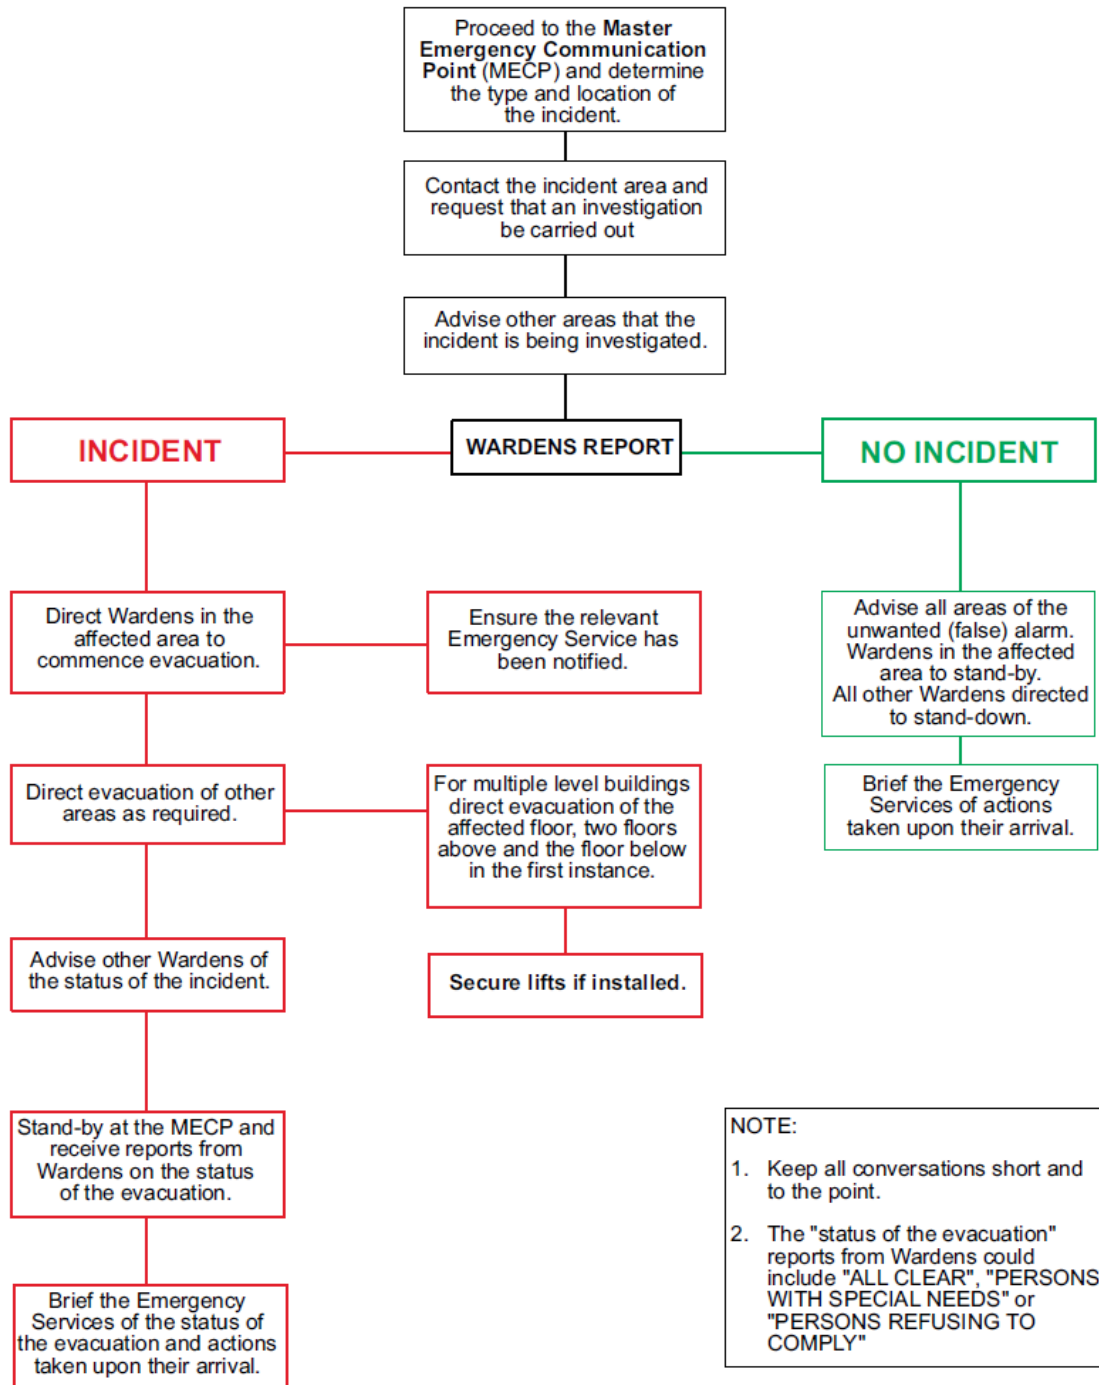 Proceed to the Master
Emergency Communication
Point (MECP) and determine
the type and location of
the incident.
Contact the incident area and
request that an investigation
be carried out
Advise other areas that the
incident is being investigated.
INCIDENT
WARDENS REPORT
NO INCIDENT
Direct Wardens in the
affected area to
commence evacuation.
Ensure the relevant
Emergency Service has
been notified.
Advise all areas of the
unwanted (false) alarm.
Wardens in the affected
area to stand-by.
All other Wardens directed
to stand-down.
Direct evacuation of other
areas as required.
For multiple level buildings
direct evacuation of the
affected floor, two floors
above and the floor below
in the first instance.
Brief the Emergency
Services of actions
taken upon their arrival.
Advise other Wardens of
the status of the incident.
Secure lifts if installed.
Stand-by at the MECP and
receive reports from
Wardens on the status
of the evacuation.
Brief the Emergency
Services of the status of
the evacuation and actions
taken upon their arrival.
NOTE:
1. Keep all conversations short and
to the point.
2. The "status of the evacuation"
reports from Wardens could
include "ALL CLEAR", "PERSONS
WITH SPECIAL NEEDS" or
"PERSONS REFUSING TO
COMPLY"